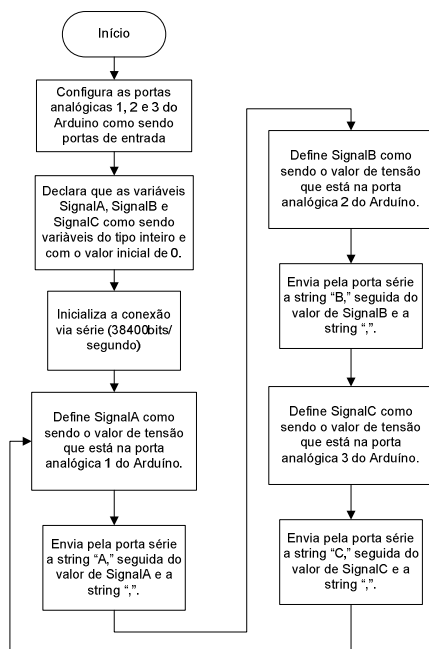 Início
Configura as portas
analógicas 1, 2 e 3 do
Arduino como sendo
portas de entrada
Declara que as variáveis
SignalA, SignalB e
SignalC como sendo
variàveis do tipo inteiro e
com o valor inicial de 0.
Inicializa a conexão
via série (38400bits/
segundo)
Define SignalA como
sendo o valor de tensão
que está na porta
analógica 1 do Arduíno.
Envia pela porta série
a string “A,” seguida do
valor de SignalA e a
string “,”.
Define SignalB como
sendo o valor de tensão
que está na porta
analógica 2 do Arduíno.
Envia pela porta série
a string “B,” seguida do
valor de SignalB e a
string “,”.
Define SignalC como
sendo o valor de tensão
que está na porta
analógica 3 do Arduíno.
Envia pela porta série
a string “C,” seguida do
valor de SignalC e a
string “,”.